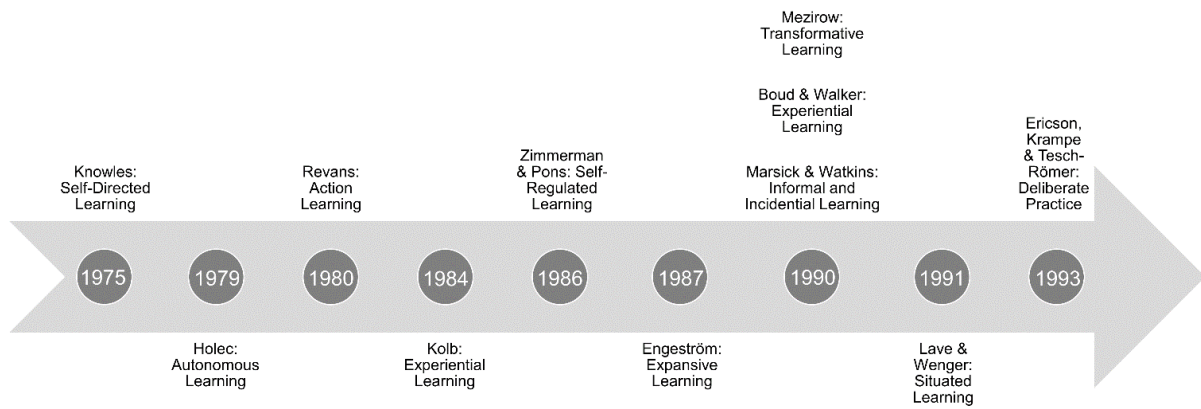 Mezirow:
Transformative
Learning
Boud & Walker:
Experiential
Learning
Knowles:
Self-Directed
Learning
Revans:
Action
Learning
Zimmerman
& Pons: Self-
Regulated
Learning
Marsick & Watkins:
Informal and
Incidential Learning
Ericson,
Krampe
& Tesch-
Römer:
Deliberate
Practice
1975
1979
1980
1984
1986
1987
1990
1991
1993
Holec:
Autonomous
Learning
Kolb:
Experiential
Learning
Engeström:
Expansive
Learning
Lave &
Wenger:
Situated
Learning